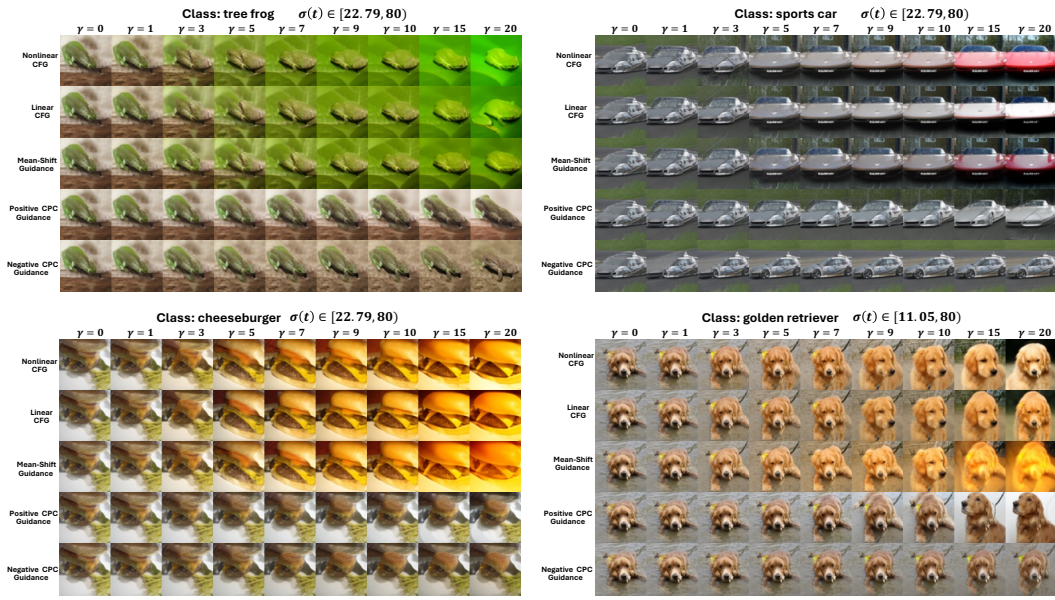 Class: tree frog σ(t) ∈ [22.79, 80)
γ = 0 γ = 1 γ = 3 γ = 5 γ = 7 γ = 9 γ = 10 γ = 15 γ = 20
Nonlinear
CFG
Linear
CFG
Mean-Shift
Guidance
Positive CPC
Guidance
Negative CPC
Guidance
Class: sports car σ(t) ∈ [22.79, 80)
γ = 0 γ = 1 γ = 3 γ = 5 γ = 7 γ = 9 γ = 10 γ = 15 γ = 20
Nonlinear
CFG
Linear
CFG
Mean-Shift
Guidance
Positive CPC
Guidance
Negative CPC
Guidance
Class: cheeseburger σ(t) ∈ [22.79, 80)
γ = 0 γ = 1 γ = 3 γ = 5 γ = 7 γ = 9 γ = 10 γ = 15 γ = 20
Nonlinear
CFG
Linear
CFG
Mean-Shift
Guidance
Positive CPC
Guidance
Negative CPC
Guidance
Class: golden retriever σ(t) ∈ [11.05, 80)
γ = 0 γ = 1 γ = 3 γ = 5 γ = 7 γ = 9 γ = 10 γ = 15 γ = 20
Nonlinear
CFG
Linear
CFG
Mean-Shift
Guidance
Positive CPC
Guidance
Negative CPC
Guidance